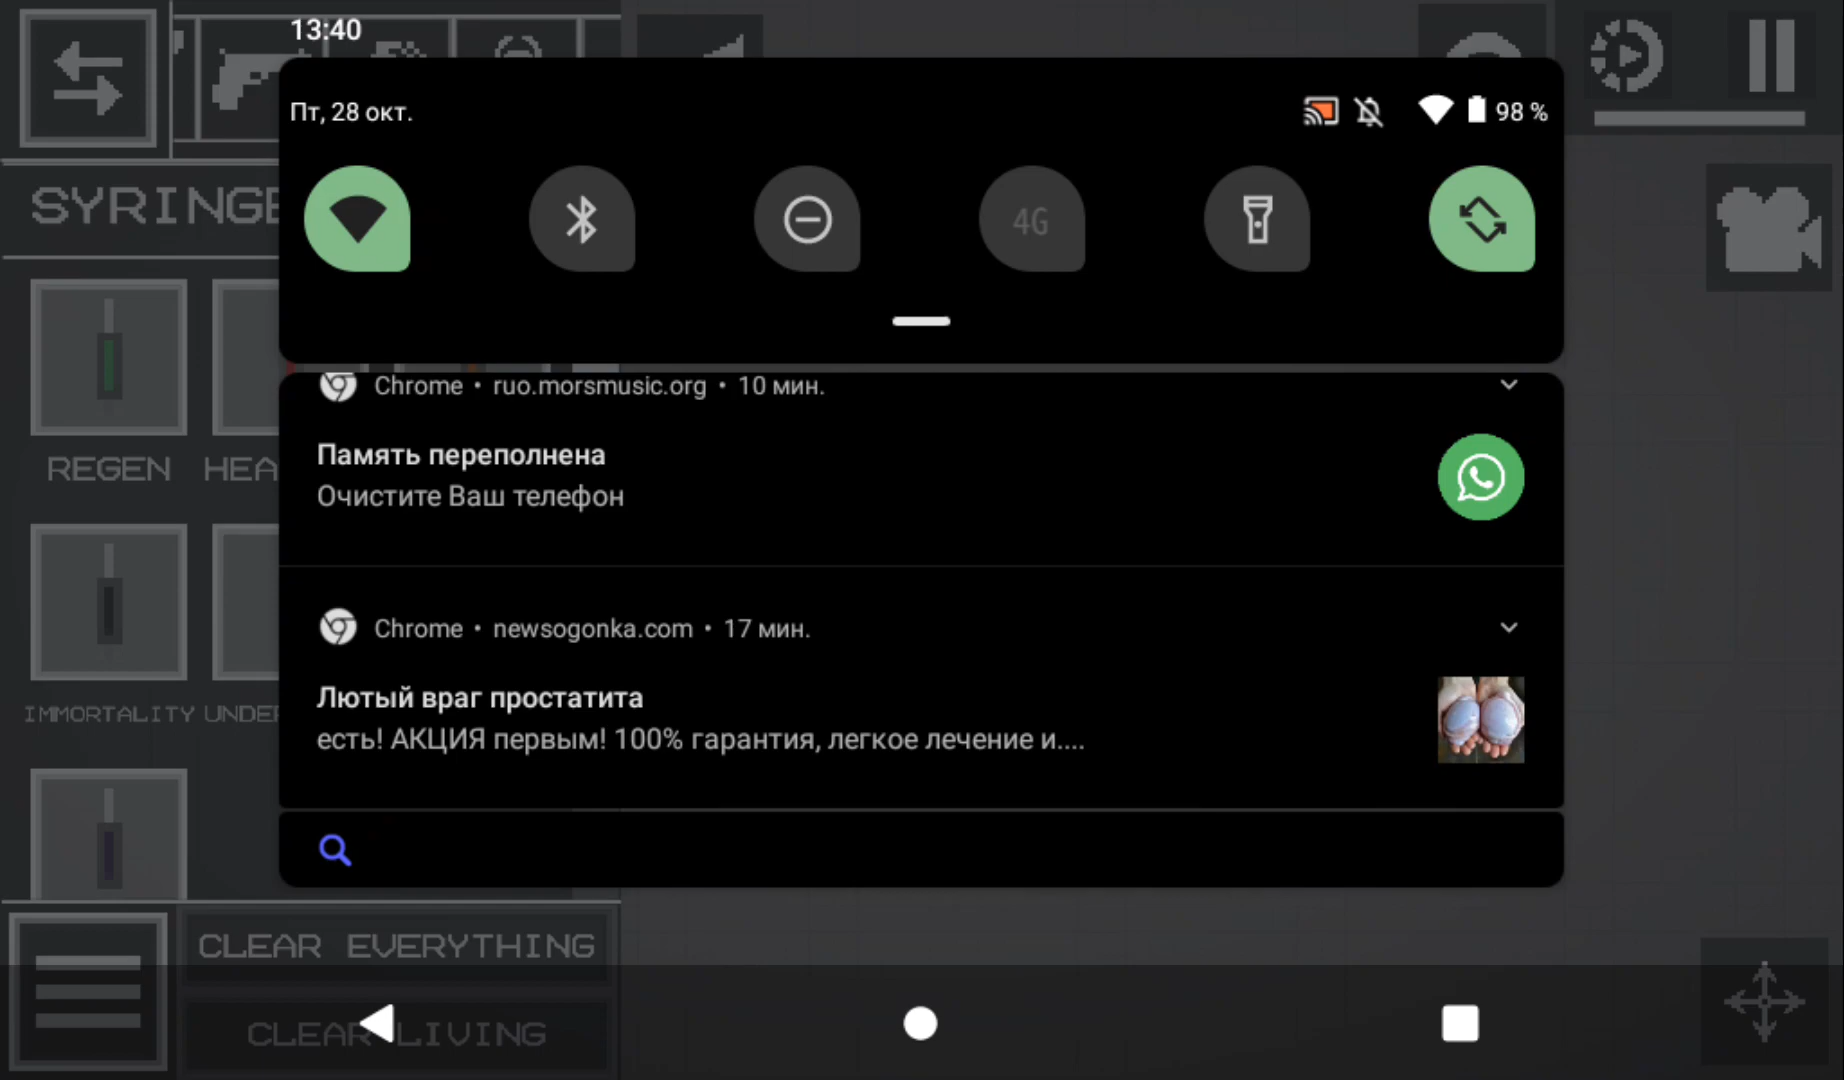 13:40
Пт, 28 окт.
98 %
4G
SYRINGE
Chrome • ruo.morsmusic.org • 10 мин.
Память переполнена
Очистите Ваш телефон
REGEN
HEA
Chrome • newsogonka.com • 17 мин.
Лютый враг простатита
есть! АКЦИЯ первым! 100% гарантия, легкое лечение и....
IMMORTALITY
UNDER
CLEAR EVERYTHING
CLEAR LIVING